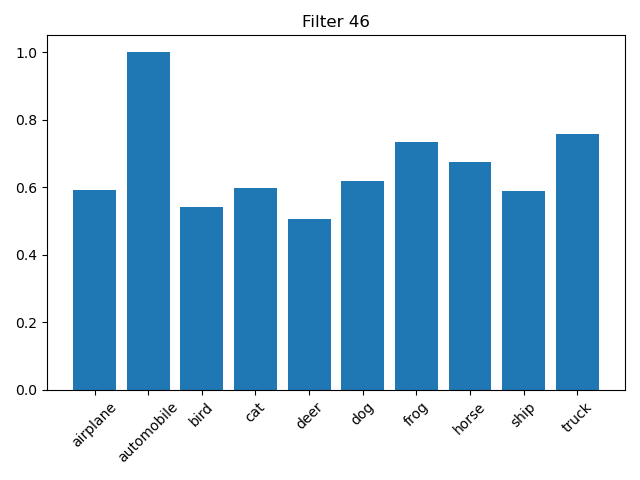 Filter 46
1.0
0.8
0.6
0.4
0.2
0.0
airplane
automobile
bird
cat
deer
dog
frog
horse
ship
truck